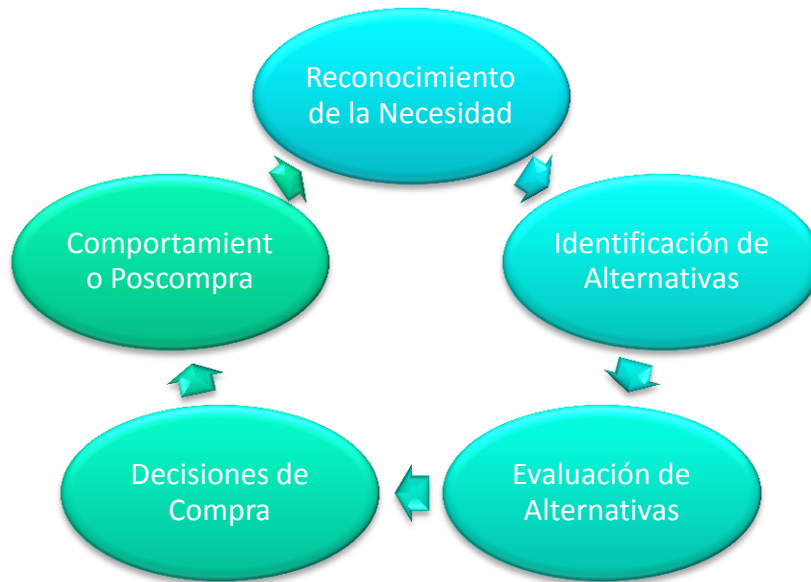 Reconocimiento
de la Necesidad
Identificación de
Alternativas
Evaluación de
Alternativas
Decisiones de
Compra
Comportamient
o Poscompra